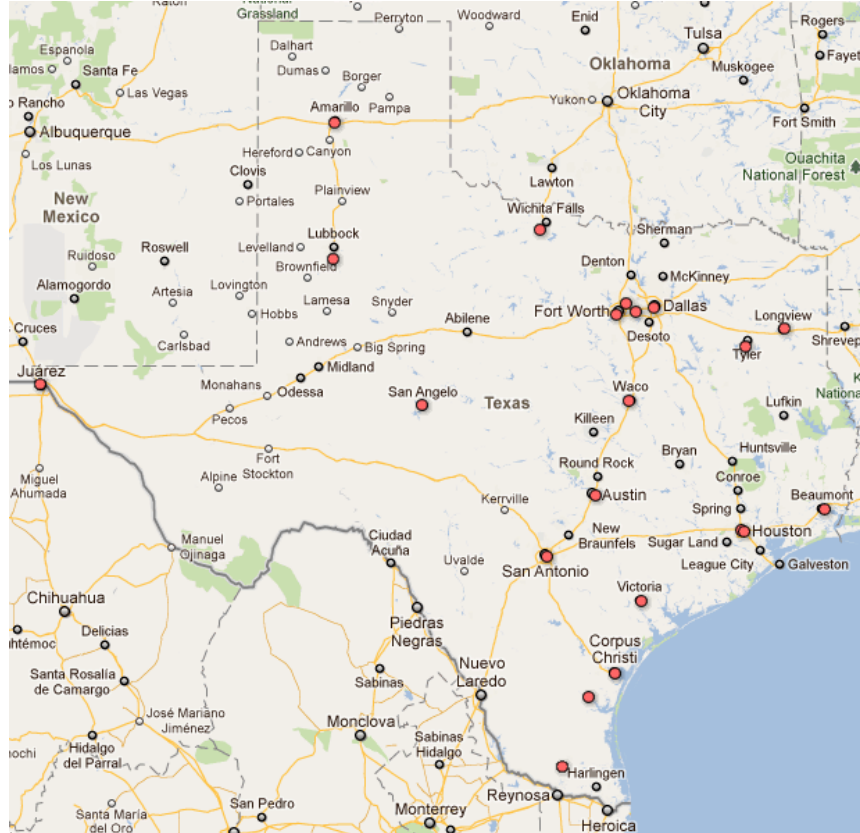 Raton
National
Grassland
Perryton
Woodward
Enid
Rogers
Tulsa
Fayet
Espanola
Dalhart
lamos
Santa Fe
Dumas
Borger
Oklahoma
Muskogee
Las Vegas
Pampa
Yukon
Oklahoma
City
o Rancho
Amarillo
Fort Smith
Albuquerque
Canyon
Hereford
Los Lunas
Clovis
Lawton
Ouachita
National Forest
New
Mexico
Portales
Plainview
Wichita Falls
Sherman
Roswell
Levelland
Lubbock
Ruidoso
Brownfield
Denton
McKinney
Alamogordo
Artesia
Lovington
Lamesa
Snyder
Fort Worth
Dallas
Longview
Hobbs
Abilene
Cruces
Carlsbad
Andrews
Big Spring
Desoto
Tyler
Shrevep
Juárez
Midland
Monahans
Odessa
San Angelo
Texas
Waco
K
Nationa
Pecos
Lufkin
Killeen
Fort
Stockton
Bryan
Huntsville
Miguel
Ahumada
Alpine
Round Rock
Conroe
Kerrville
Austin
Spring
Beaumont
Manuel
Ojinaga
Ciudad
Acuña
New
Braunfels
Houston
Sugar Land
Uvalde
San Antonio
League City
Galveston
Chihuahua
Victoria
uhtémoc
Delicias
Piedras
Negras
Corpus
Christi
Santa Rosalía
de Camargo
Sabinas
Nuevo
Laredo
José Mariano
Jiménez
Monclova
Hidalgo
del Parral
Sabinas
Hidalgo
nochi
Harlingen
Santa María
del Oro
San Pedro
Reynosa
Monterrey
Heroica